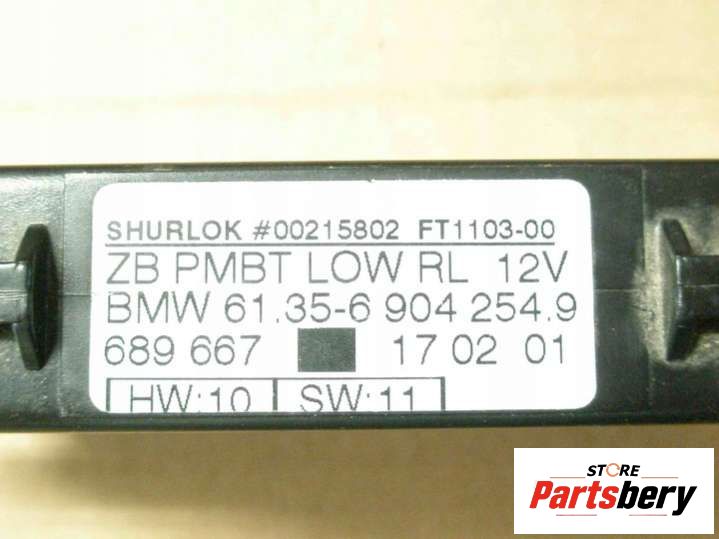 SHURLOK #00215802 FT1103-00
ZB PMBT LOW RL 12V
BMW 61.35-6 904 254.9
689 667 17 02 01
HW:10 SW:11
STORE
Partsbery